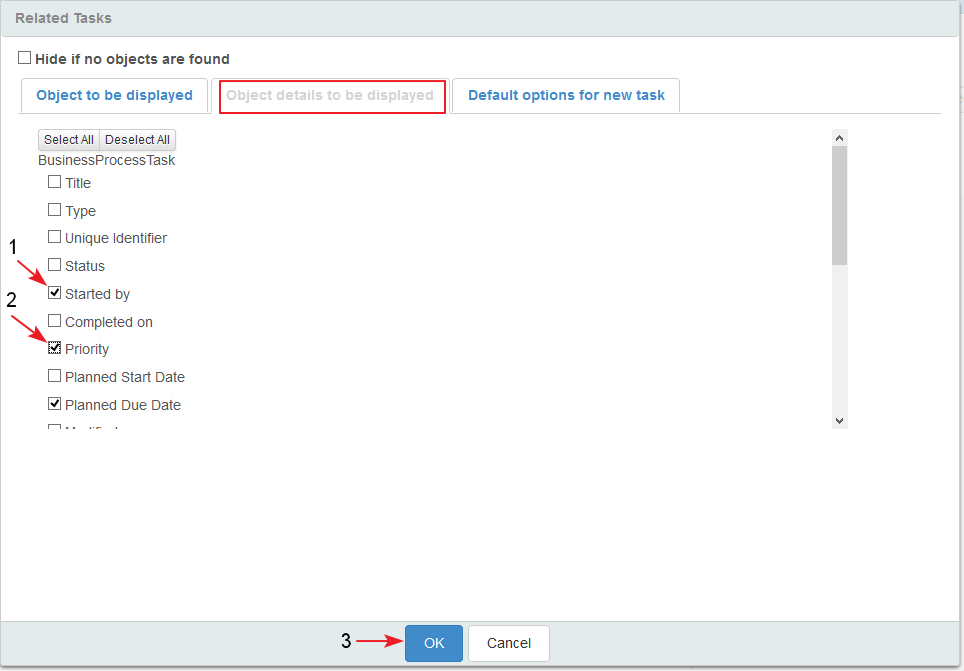 Related Tasks
Hide if no objects are found
Object to be displayed Object details to be displayed Default options for new task
Select All Deselect All
BusinessProcessTask
Title
Type
Unique Identifier
1
Status
Started by
2
Completed on
Priority
Planned Start Date
Planned Due Date
3 OK Cancel